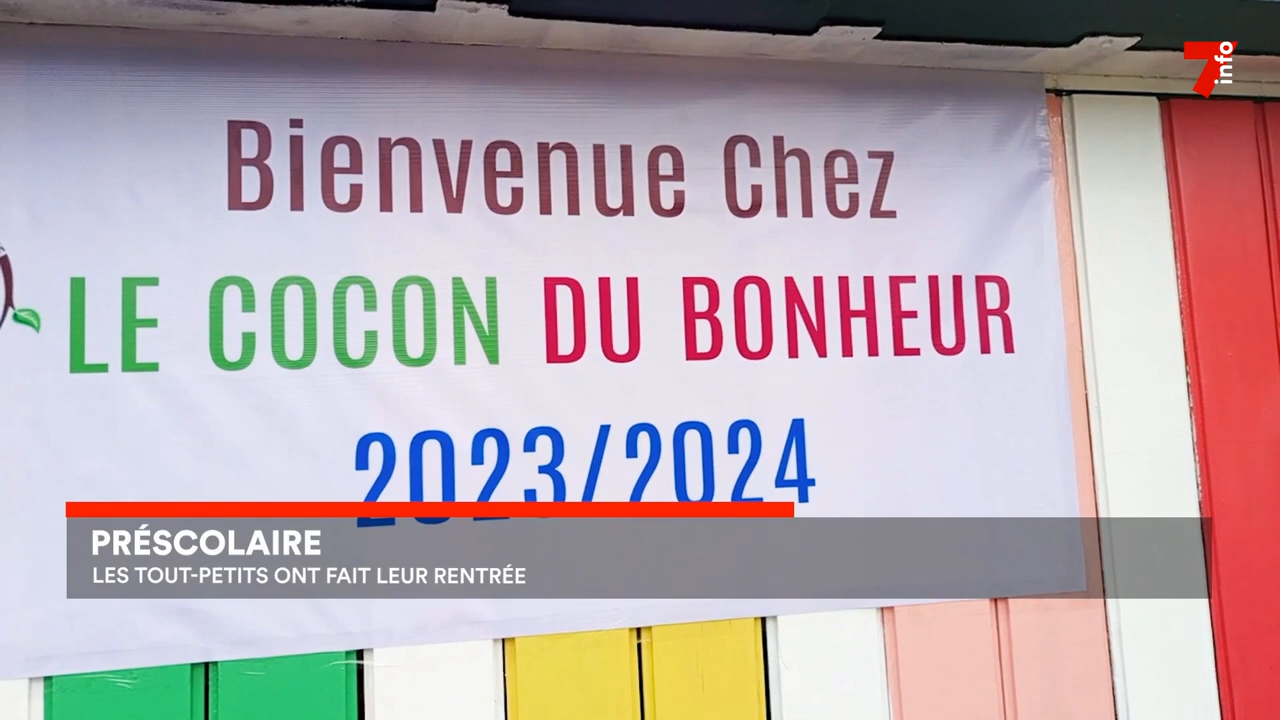 7info
Bienvenue Chez
LE COCON DU BONHEUR
2023/2024
PRÉSCOLAIRE
LES TOUT-PETITS ONT FAIT LEUR RENTRÉE